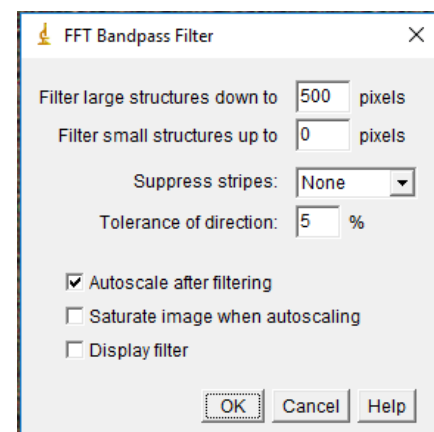 FFT Bandpass Filter
Filter large structures down to 500 pixels
Filter small structures up to 0 pixels
Suppress stripes: None
Tolerance of direction: 5 %
Autoscale after filtering
Saturate image when autoscaling
Display filter
OK Cancel Help